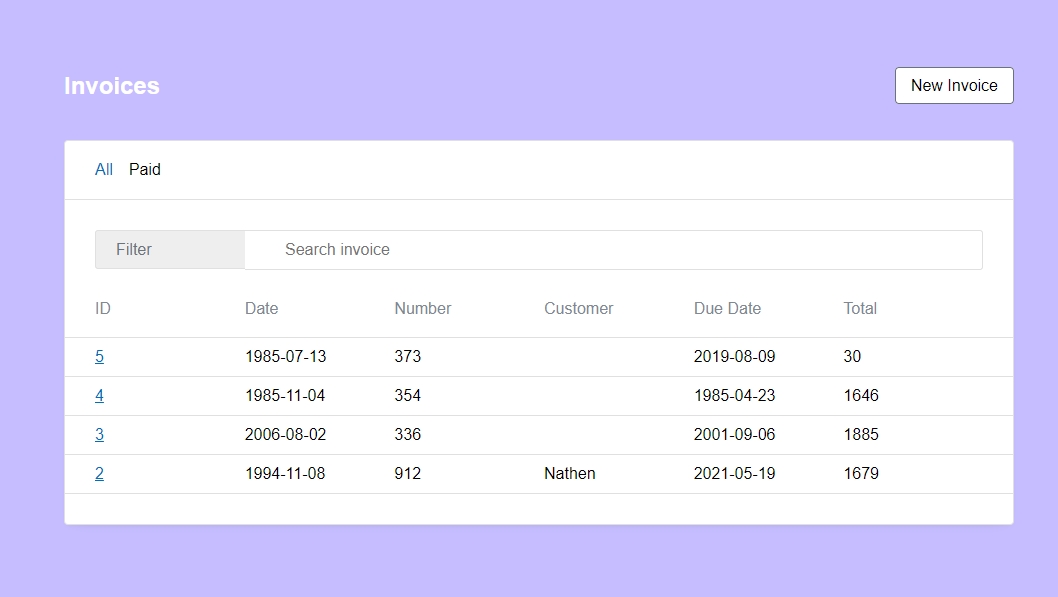 Invoices
New Invoice
All Paid
Filter Search invoice
ID Date Number Customer Due Date Total
5 1985-07-13 373 2019-08-09 30
4 1985-11-04 354 1985-04-23 1646
3 2006-08-02 336 2001-09-06 1885
2 1994-11-08 912 Nathen 2021-05-19 1679